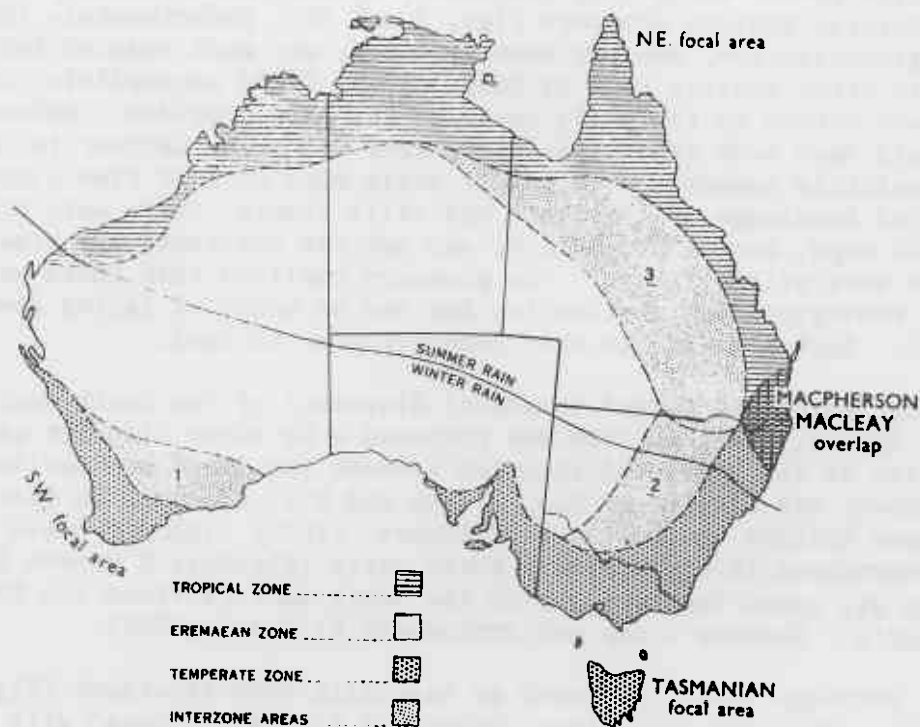 NE. focal area
3
SUMMER RAIN
WINTER RAIN
MACPHERSON
MACLEAY
overlap
1
2
S.W. focal area
TROPICAL ZONE
EREMAEAN ZONE
TEMPERATE ZONE
INTERZONE AREAS
TASMANIAN
focal area